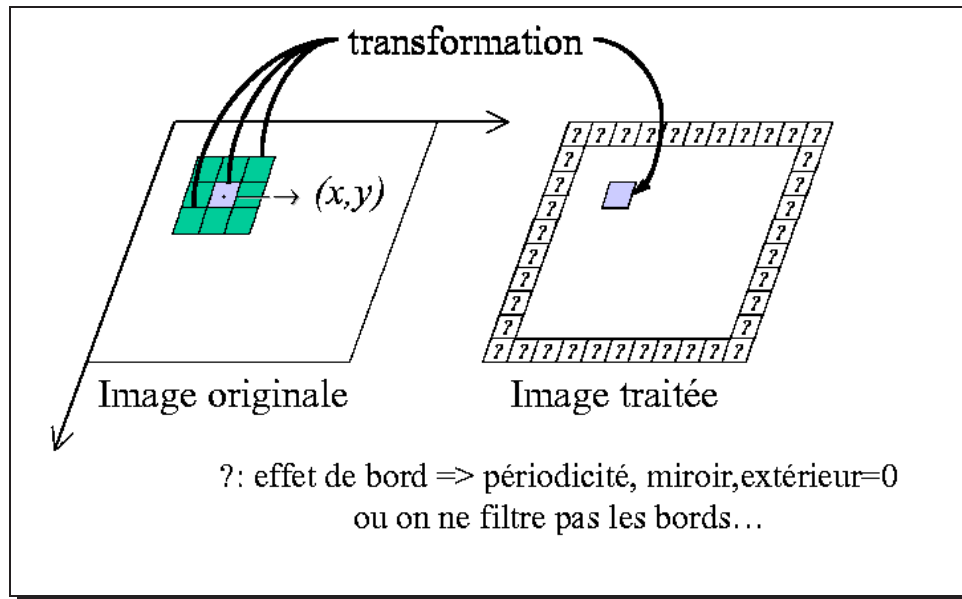 transformation
(x,y)
? ? ? ? ? ? ? ? ? ? ?
? ?
? ?
? ?
? ?
? ?
? ?
? ?
? ?
? ? ? ? ? ? ? ? ? ? ?
Image originale
Image traitée
?: effet de bord => périodicité, miroir,extérieur=0
ou on ne filtre pas les bords…